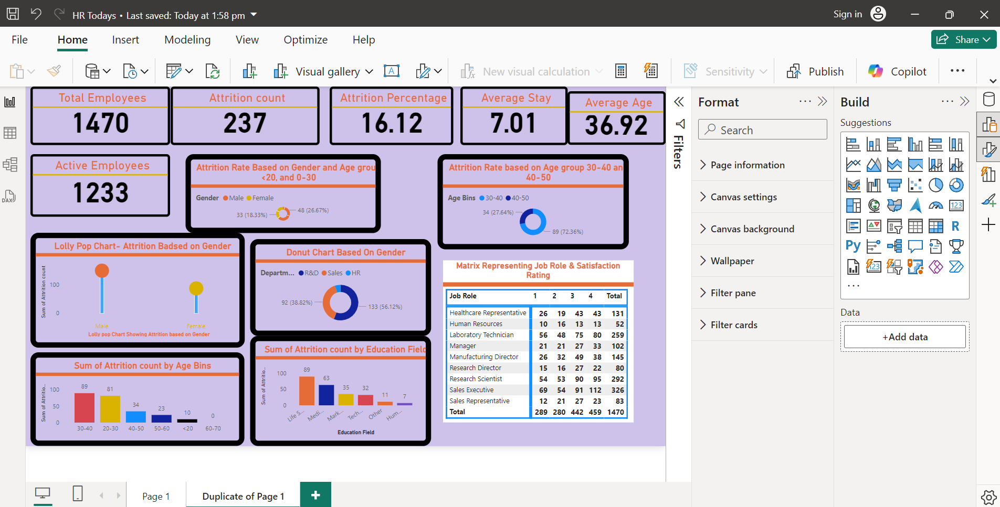 HR Todays • Last saved: Today at 1:58 pm
Sign in
File Home Insert Modeling View Optimize Help
Share
Visual gallery
New visual calculation
Sensitivity
Publish
Copilot
Total Employees
1470
Attrition count
237
Attrition Percentage
16.12
Average Stay
7.01
Average Age
36.92
Active Employees
1233
Attrition Rate Based on Gender and Age grou
<20, and 0-30
Gender Male Female
33 (18.33%)
48 (26.67%)
Attrition Rate based on Age group 30-40 an
40-50
Age Bins 30-40 40-50
34 (27.64%)
89 (72.36%)
Lolly Pop Chart- Attrition Badsed on Gender
Sum of Attrition count
100
0
Male Female
Lolly pop Chart Showing Attrition based on Gender
Donut Chart Based On Gender
Departm... R&D Sales HR
92 (38.82%)
133 (56.12%)
Sum of Attrition count by Age Bins
Sum of Attritio...
100
50
0
89 81 34 23 10 0
30-40 20-30 40-50 50-60 <20 60-70
Sum of Attrition count by Education Field
Sum of Attritio...
100
50
0
89 63 35 32 11 7
Life S... Medi... Mark... Tech... Other Hum...
Education Field
Matrix Representing Job Role & Satisfaction
Rating
Job Role 1 2 3 4 Total
Healthcare Representative 26 19 43 43 131
Human Resources 10 16 13 13 52
Laboratory Technician 56 48 75 80 259
Manager 21 21 27 33 102
Manufacturing Director 26 32 49 38 145
Research Director 15 16 27 22 80
Research Scientist 54 53 90 95 292
Sales Executive 69 54 91 112 326
Sales Representative 12 21 27 23 83
Total 289 280 442 459 1470
Filters
Format
Search
Page information
Canvas settings
Canvas background
Wallpaper
Filter pane
Filter cards
Build
Suggestions
123
R
Py
123
...
Data
+Add data
DAX
Page 1
Duplicate of Page 1
+